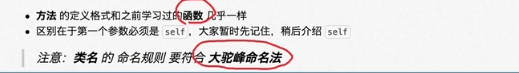 方法 的定义格式和之前学习过的函数 几乎一样
区别在于第一个参数必须是 self，大家暂时先记住，稍后介绍 self
注意：类名 的 命名规则 要符合 大驼峰命名法